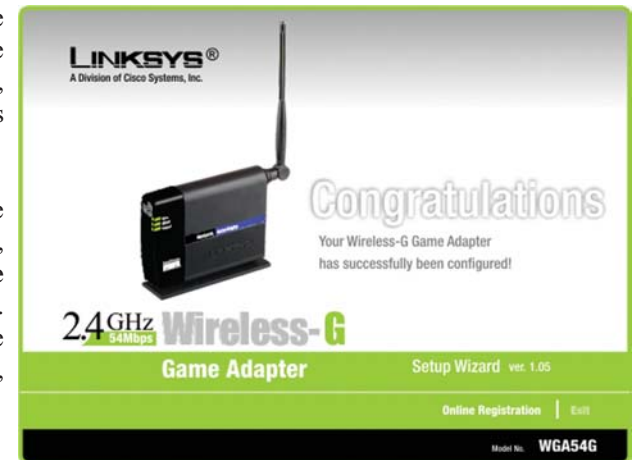 e
e
,
s
LINKSYS®
A Division of Cisco Systems, Inc.
Congratulations
Your Wireless-G Game Adapter
has successfully been configured!
e
,
e
.
e
,
2.4GHz
54Mbps
Wireless-G
Game Adapter
Setup Wizard ver. 1.05
Online Registration | Exit
Model No. WGA54G